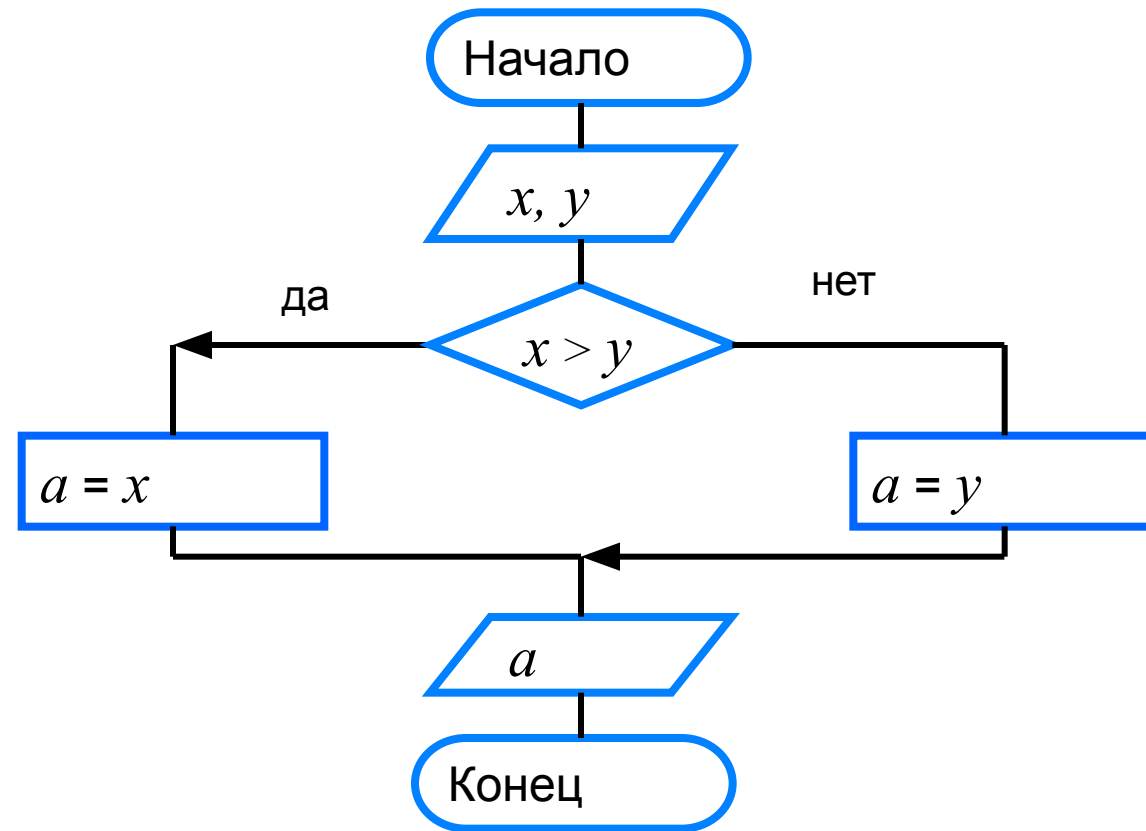 Начало
x, y
да
нет
x > y
a = x
a = y
a
Конец